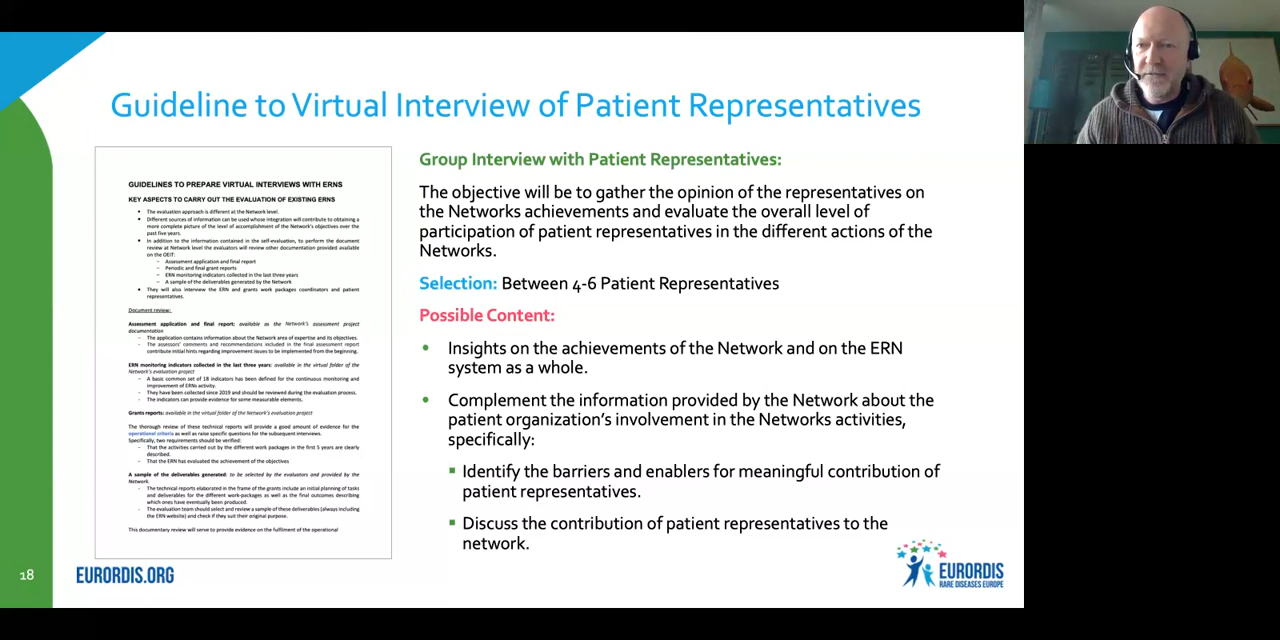 Guideline to Virtual Interview of Patient Representatives
GUIDELINES TO PREPARE VIRTUAL INTERVIEWS WITH ERNS
KEY ASPECTS TO CARRY OUT THE EVALUATION OF EXISTING ERNS
• The evaluation approach is different at the Network level.
• Different sources of information can be used whose integration will contribute to obtaining a
more complete picture of the level of accomplishment of the Network's objectives over the
past five years.
• In addition to the information contained in the self-evaluation, to perform the document
review at Network level the evaluators will review other documentation provided available
on the OEIT:
– Assessment application and final report
– Periodic and final grant reports
– ERN monitoring indicators collected in the last three years
– A sample of the deliverables generated by the Network
• They will also interview the ERN and grants work packages coordinators and patient
representatives.
Document review:
Assessment application and final report: available as the Network's assessment project
documentation
– The application contains information about the Network area of expertise and its objectives.
– The assessors' comments and recommendations included in the final assessment report
contribute initial hints regarding improvement issues to be implemented from the beginning.
ERN monitoring indicators collected in the last three years: available in the virtual folder of the
Network's evaluation project
– A basic common set of 18 indicators has been defined for the continuous monitoring and
improvement of ERNs activity.
– They have been collected since 2019 and should be reviewed during the evaluation process.
– The indicators can provide evidence for some measurable elements.
Grants reports: available in the virtual folder of the Network's evaluation project
The thorough review of these technical reports will provide a good amount of evidence for the
operational criteria as well as raise specific questions for the subsequent interviews.
Specifically, two requirements should be verified:
– That the activities carried out by the different work packages in the first 5 years are clearly
described.
– That the ERN has evaluated the achievement of the objectives
A sample of the deliverables generated: to be selected by the evaluators and provided by the
Network.
– The technical reports elaborated in the frame of the grants include an initial planning of tasks
and deliverables for the different work-packages as well as the final outcomes describing
which ones have eventually been produced.
– The evaluation team should select and review a sample of these deliverables (always including
the ERN website) and check if they suit their original purpose.
This documentary review will serve to provide evidence on the fulfilment of the operational
Group Interview with Patient Representatives:
The objective will be to gather the opinion of the representatives on
the Networks achievements and evaluate the overall level of
participation of patient representatives in the different actions of the
Networks.
Selection: Between 4-6 Patient Representatives
Possible Content:
• Insights on the achievements of the Network and on the ERN
system as a whole.
• Complement the information provided by the Network about the
patient organization's involvement in the Networks activities,
specifically:
▪ Identify the barriers and enablers for meaningful contribution of
patient representatives.
▪ Discuss the contribution of patient representatives to the
network.
18
EURORDIS.ORG
EURORDIS
RARE DISEASES EUROPE